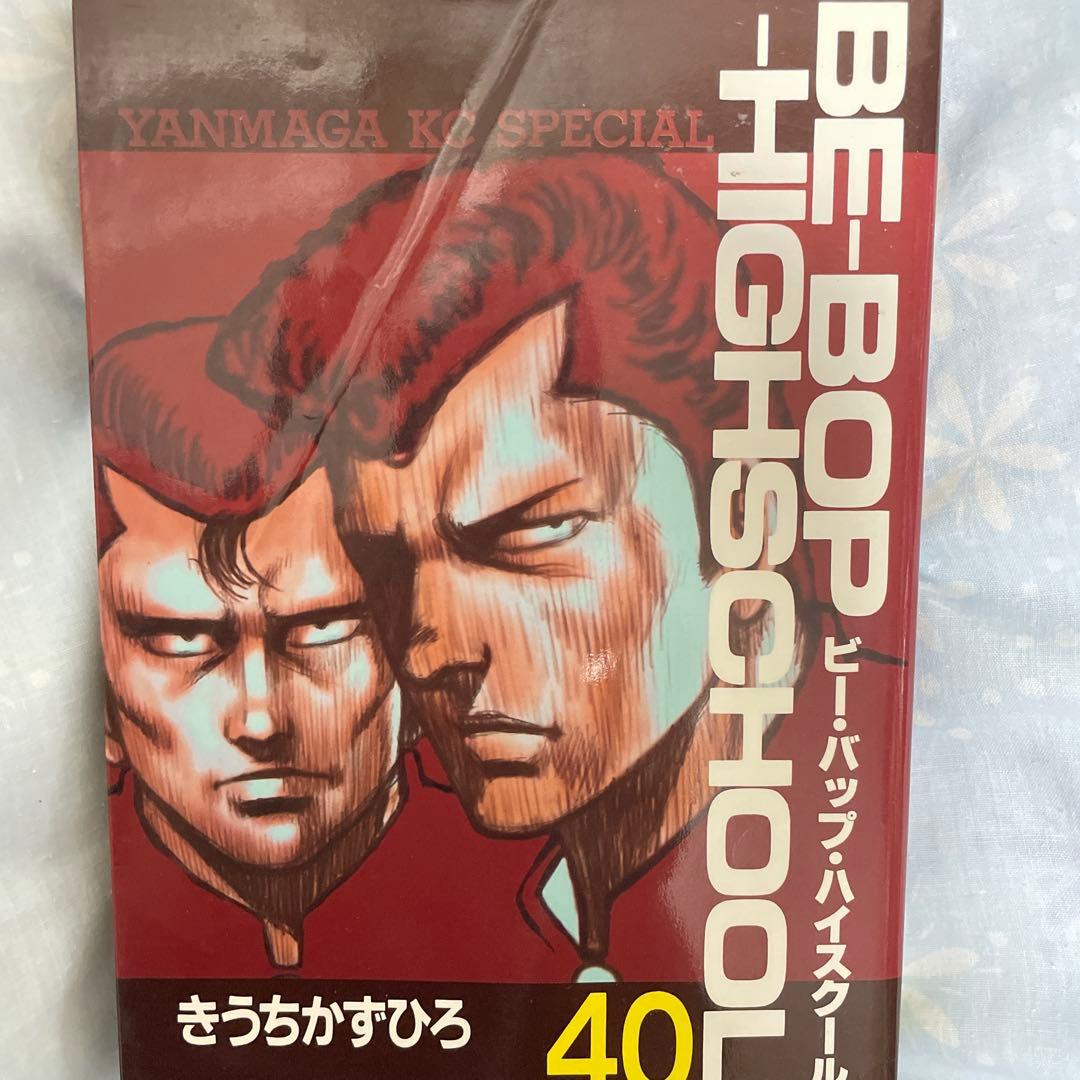 YANMAGA KC SPECIAL
BE-BOP
-HIGHSCHOOL
ビー・バップ・ハイスクール
きうちかずひろ
40